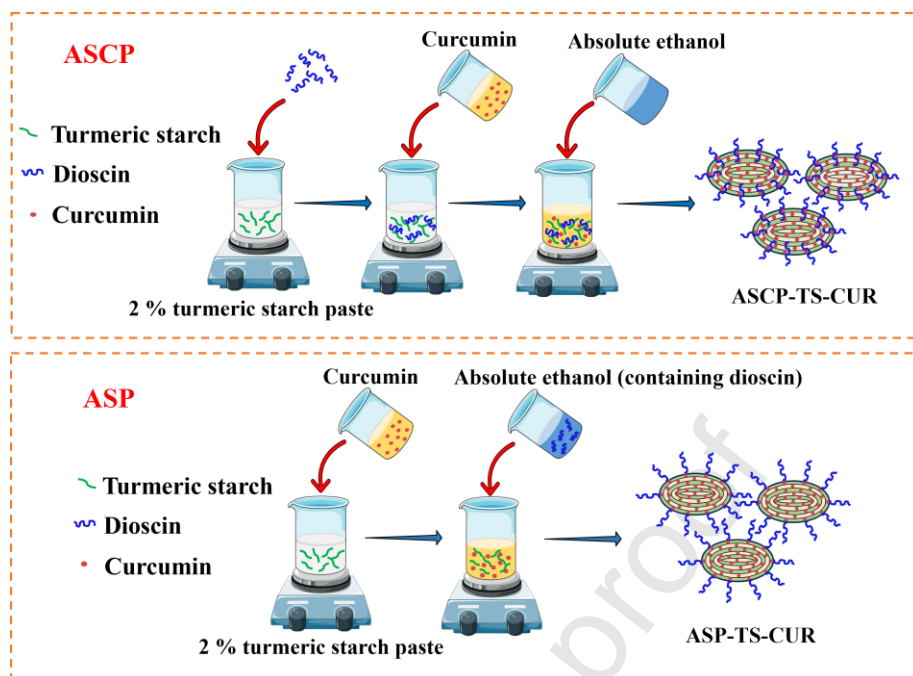 ASCP
Curcumin
Absolute ethanol
Turmeric starch
Dioscin
Curcumin
2 % turmeric starch paste
ASCP-TS-CUR
ASP
Curcumin
Absolute ethanol (containing dioscin)
Turmeric starch
Dioscin
Curcumin
2 % turmeric starch paste
ASP-TS-CUR
proof